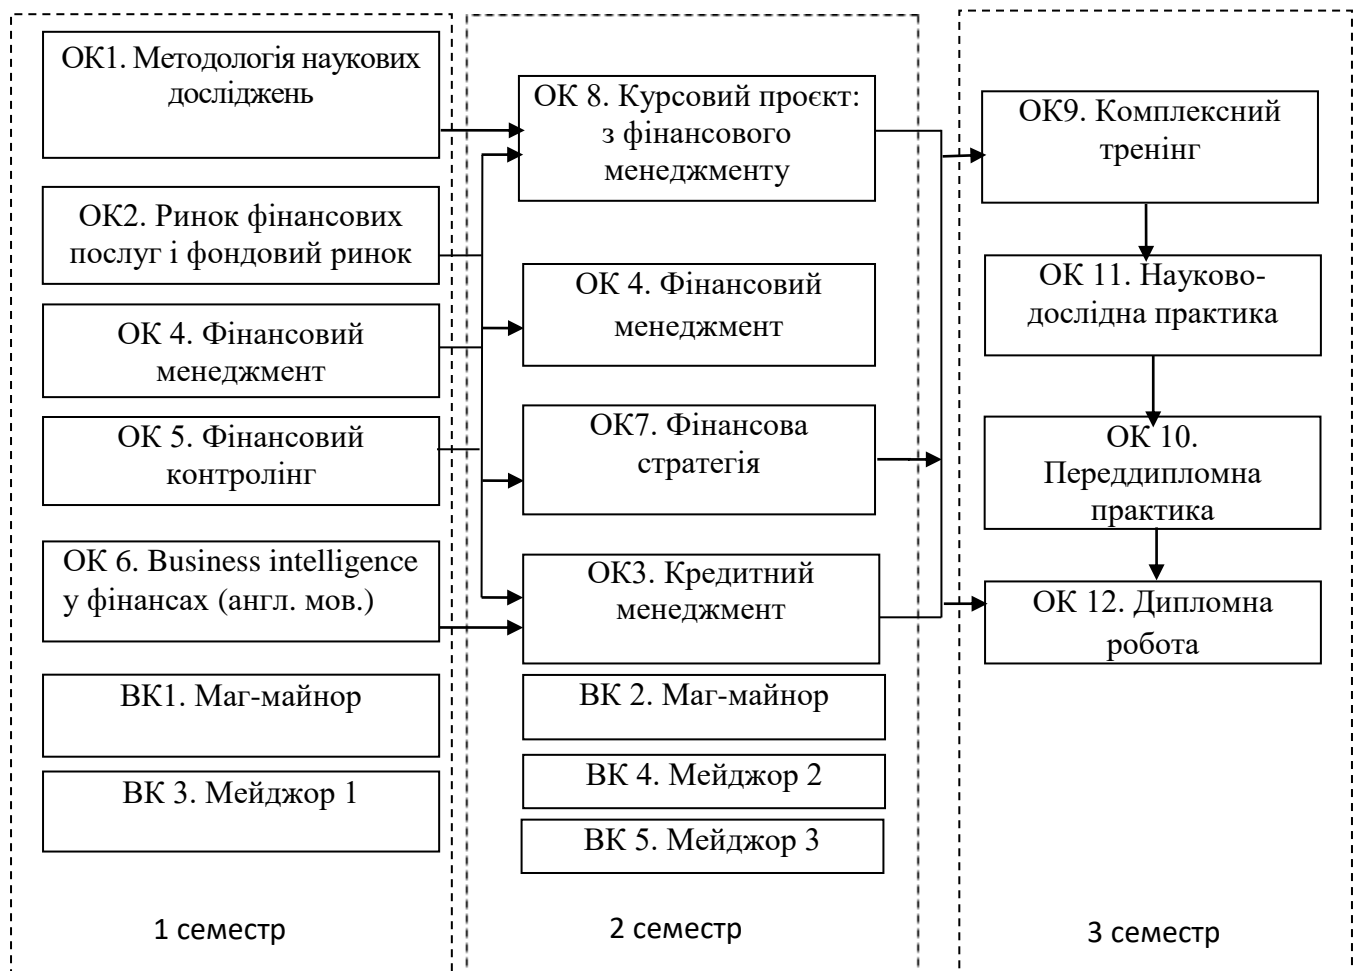 ОК1. Методологія наукових
досліджень
ОК2. Ринок фінансових
послуг і фондовий ринок
ОК 4. Фінансовий
менеджмент
ОК 5. Фінансовий
контролінг
ОК 6. Business intelligence
у фінансах (англ. мов.)
ВК1. Маг-майнор
ВК 3. Мейджор 1
1 семестр
ОК 8. Курсовий проєкт:
з фінансового
менеджменту
ОК 4. Фінансовий
менеджмент
ОК7. Фінансова
стратегія
ОК3. Кредитний
менеджмент
ВК 2. Маг-майнор
ВК 4. Мейджор 2
ВК 5. Мейджор 3
2 семестр
ОК9. Комплексний
тренінг
ОК 11. Науково-
дослідна практика
ОК 10.
Переддипломна
практика
ОК 12. Дипломна
робота
3 семестр